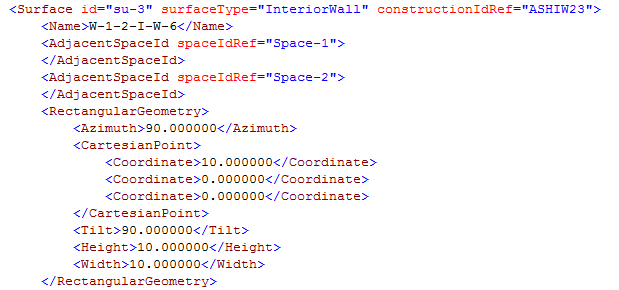 <Surface id="su-3" surfaceType="InteriorWall" constructionIdRef="ASHIW23">
<Name>W-1-2-I-W-6</Name>
<AdjacentSpaceId spaceIdRef="Space-1">
</AdjacentSpaceId>
<AdjacentSpaceId spaceIdRef="Space-2">
</AdjacentSpaceId>
<RectangularGeometry>
<Azimuth>90.000000</Azimuth>
<CartesianPoint>
<Coordinate>10.000000</Coordinate>
<Coordinate>0.000000</Coordinate>
<Coordinate>0.000000</Coordinate>
</CartesianPoint>
<Tilt>90.000000</Tilt>
<Height>10.000000</Height>
<Width>10.000000</Width>
</RectangularGeometry>